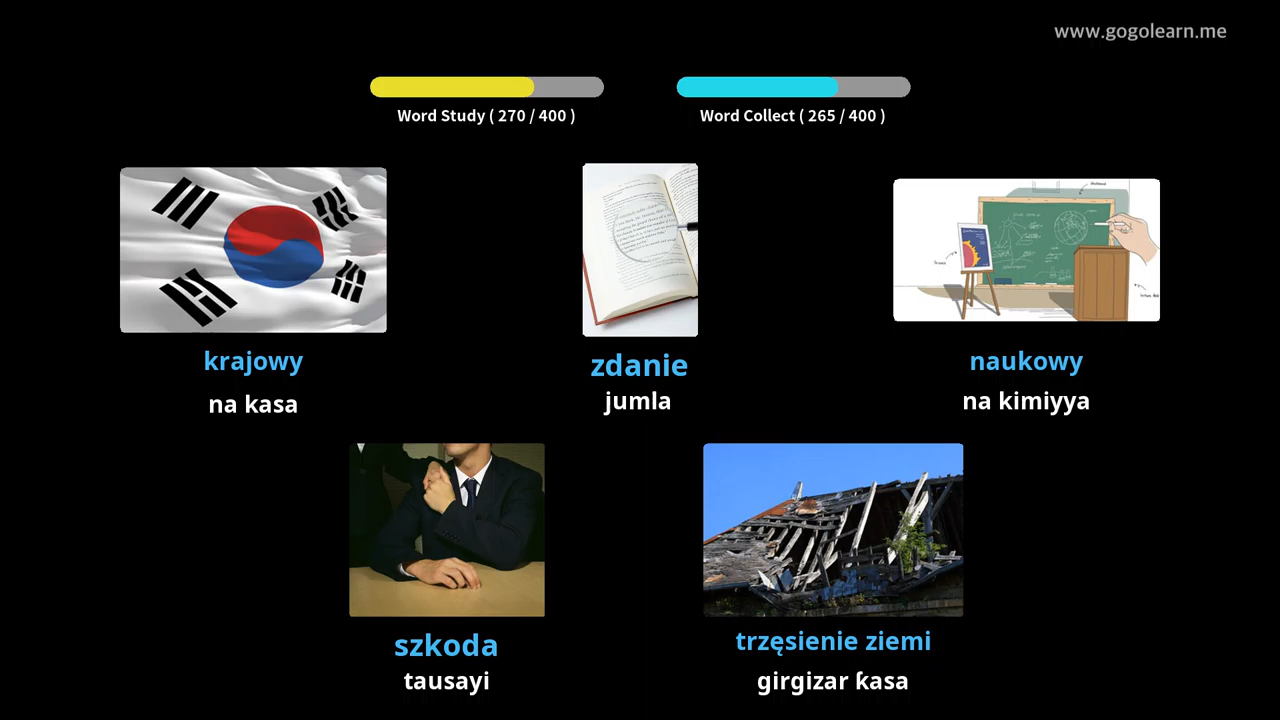 www.gogolearn.me
Word Study ( 270 / 400 )
Word Collect ( 265 / 400 )
krajowy
na kasa
zdanie
jumla
naukowy
na kimiyya
szkoda
tausayi
trzęsienie ziemi
girgizar ƙasa